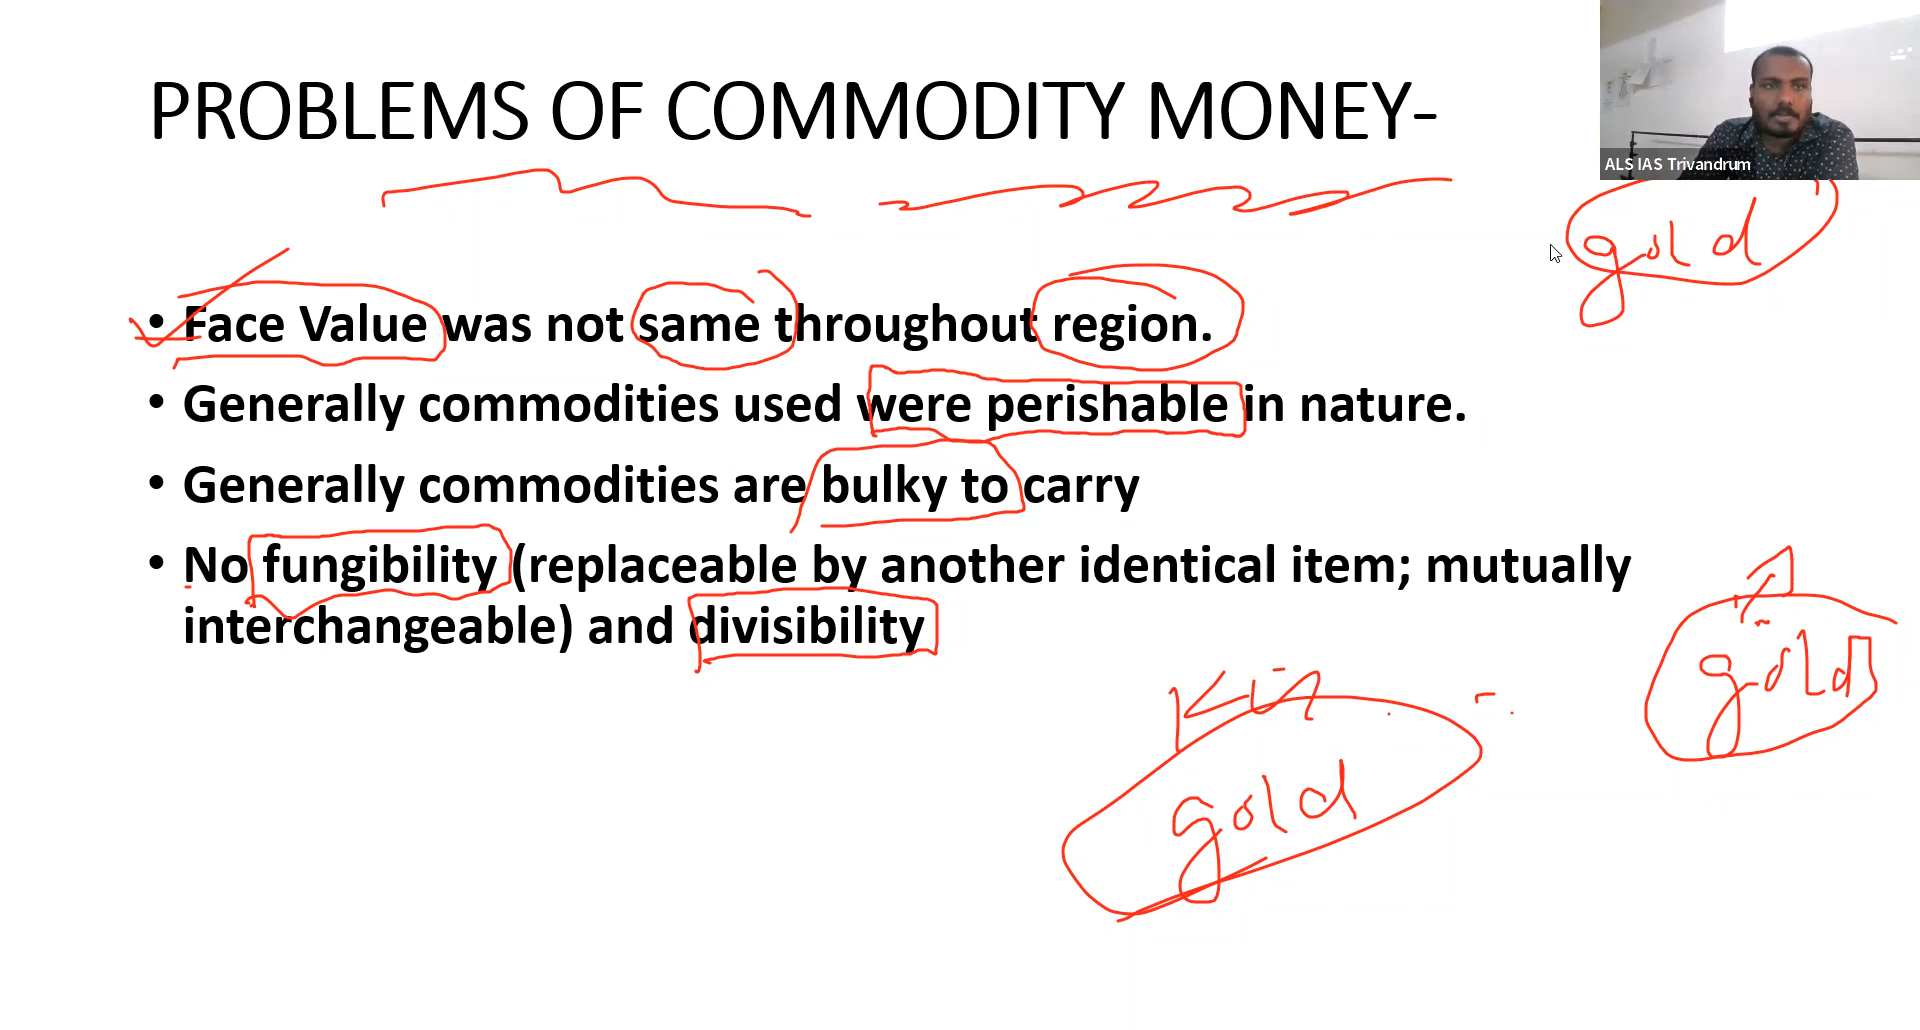 PROBLEMS OF COMMODITY MONEY-
ALS IAS Trivandrum
gold
• Face Value was not same throughout region.
• Generally commodities used were perishable in nature.
• Generally commodities are bulky to carry
• No fungibility (replaceable by another identical item; mutually
interchangeable) and divisibility
gold
gold